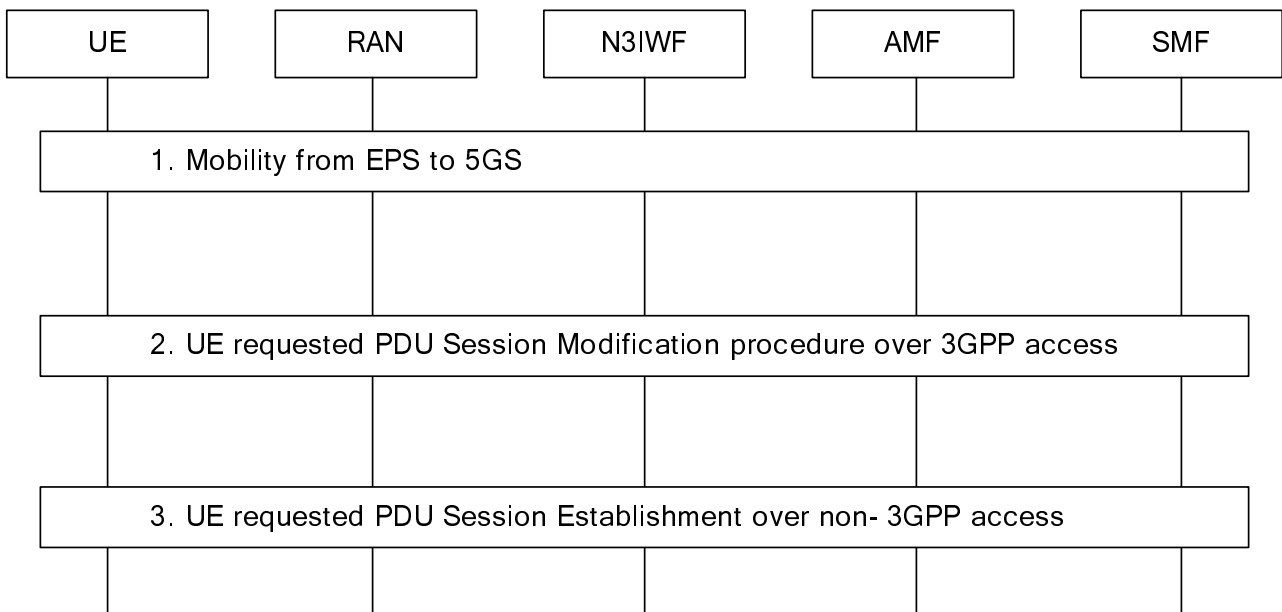 UE
RAN
N3IWF
AMF
SMF
1. Mobility from EPS to 5GS
2. UE requested PDU Session Modification procedure over 3GPP access
3. UE requested PDU Session Establishment over non- 3GPP access